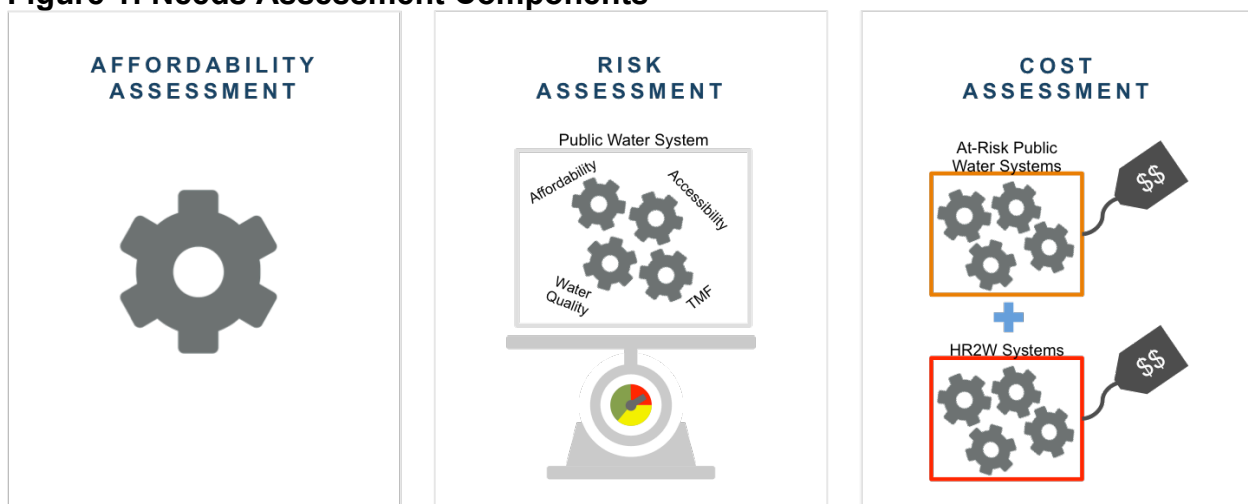 Figure 1: Needs Assessment Components
AFFORDABILITY
ASSESSMENT
RISK
ASSESSMENT
Public Water System
Affordability
Accessibility
Water
Quality
TMF
COST
ASSESSMENT
At-Risk Public
Water Systems
$$
HR2W Systems
$$